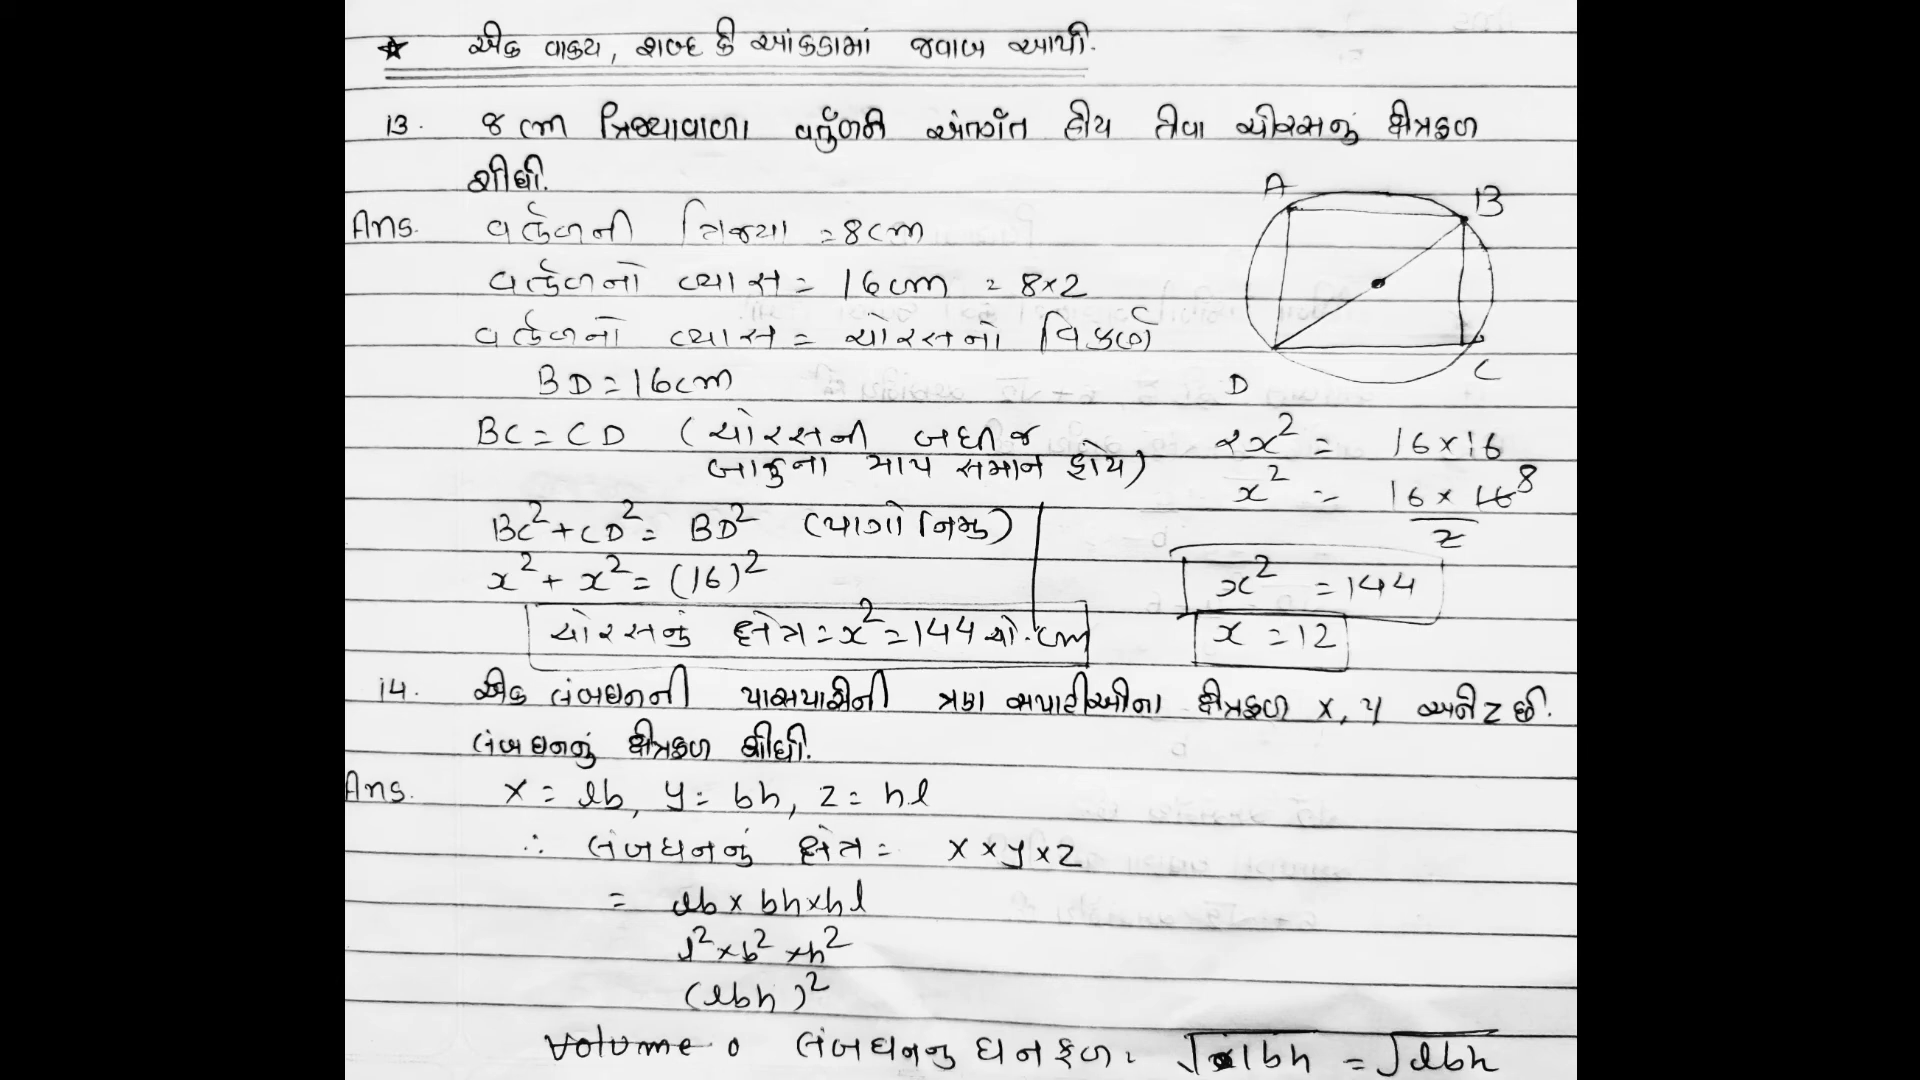 ★ એક વાક્ય, શબ્દ કે આંકડામાં જવાબ આપો.
13. 8 cm ત્રિજ્યાવાળા વર્તુળની અંતર્ગત હોય તેવા ચોરસનું ક્ષેત્રફળ
શોધો.
Ans. વર્તુળની ત્રિજ્યા = 8cm
વર્તુળનો વ્યાસ = 16cm = 8×2
વર્તુળનો વ્યાસ = ચોરસનો વિકર્ણ
BD = 16cm
A B
D C
BC = CD (ચોરસની બધી જ
બાજુના માપ સમાન હોય)
BC² + CD² = BD² (પાયગો નિમુ)
x² + x² = (16)²
2x² = 16×16
x² = 16 × 16 8
2
x² = 144
x = 12
ચોરસનું ક્ષેત્ર = x² = 144 ચો. cm
14. એક લંબઘનની પાસપાસેની ત્રણ સપાટીઓના ક્ષેત્રફળ x, y અને z છે.
લંબઘનનું ક્ષેત્રફળ શોધો.
Ans. x = lb, y = bh, z = hl
∴ લંબઘનનું ક્ષેત્ર = x × y × z
= lb × bh × hl
l² × b² × h²
(lbh)²
volume લંબઘનનુ ઘનફળ = √lbh = √lbh